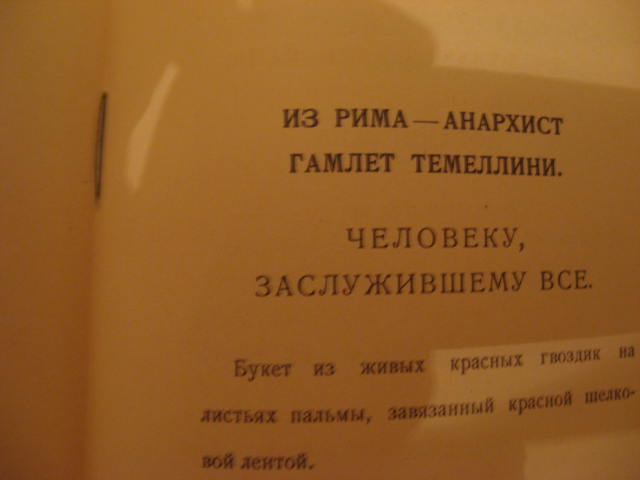 ИЗ РИМА — АНАРХИСТ
ГАМЛЕТ ТЕМЕЛЛИНИ.
ЧЕЛОВЕКУ,
ЗАСЛУЖИВШЕМУ ВСЕ.
Букет из живых красных гвоздик на
листьях пальмы, завязанный красной шелко-
вой лентой.